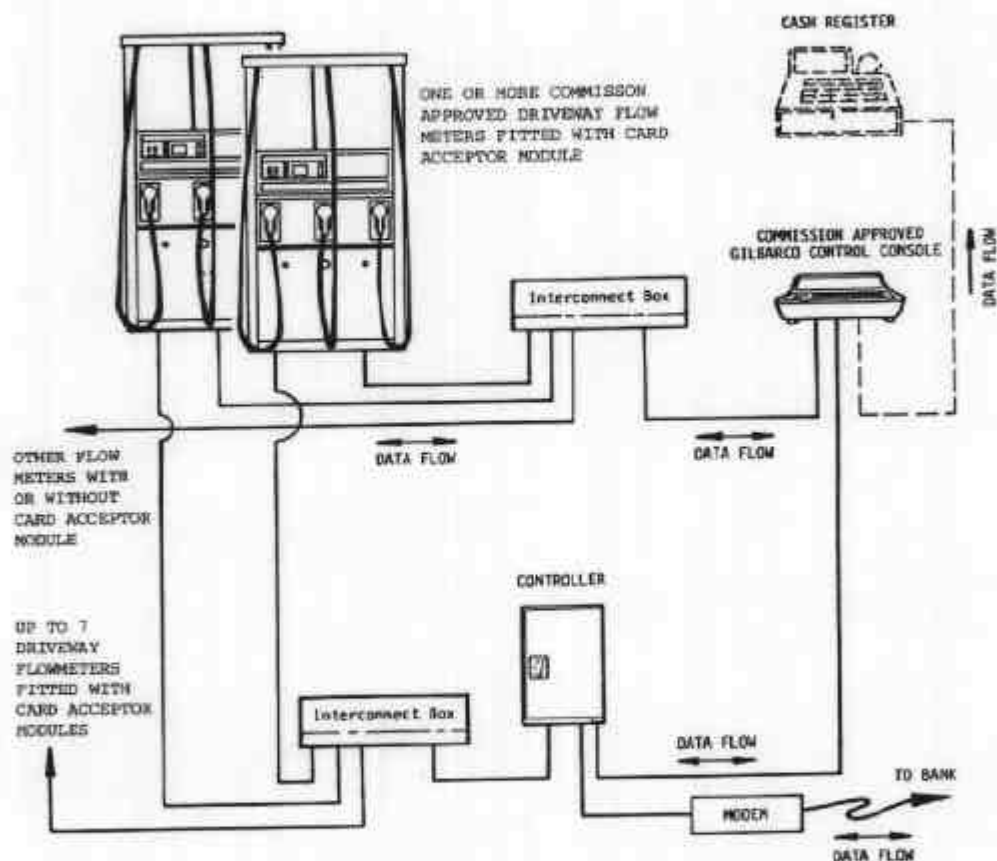 CASH REGISTER
ONE OR MORE COMMISSON
APPROVED DRIVEWAY FLOW
METERS FITTED WITH CARD
ACCEPTOR MODULE
COMMISSION APPROVED
GILBARCO CONTROL CONSOLE
DATA FLOW
Interconnect Box
DATA FLOW
DATA FLOW
OTHER FLOW
METERS WITH
OR WITHOUT
CARD ACCEPTOR
MODULE
CONTROLLER
UP TO 7
DRIVEWAY
FLOWMETERS
FITTED WITH
CARD ACCEPTOR
MODULES
Interconnect Box
DATA FLOW
TO BANK
MODEM
DATA FLOW